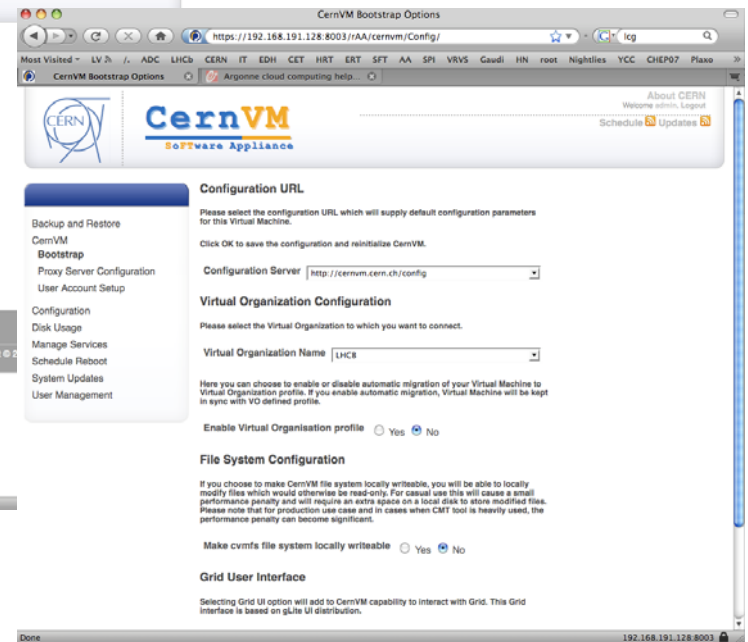 CernVM Bootstrap Options
https://192.168.191.128:8003/rAA/cernvm/Config/
lcg
Most Visited LV /. ADC LHCb CERN IT EDH CET HRT ERT SFT AA SPI VRVS Gaudi HN root Nightlies YCC CHEP07 Plaxo »
CernVM Bootstrap Options
Argonne cloud computing help...
CERN
CernVM
SoFTware Appliance
About CERN
Welcome admin. Logout
Schedule Updates
Backup and Restore
CernVM
Bootstrap
Proxy Server Configuration
User Account Setup
Configuration
Disk Usage
Manage Services
Schedule Reboot
System Updates
User Management
Configuration URL
Please select the configuration URL which will supply default configuration parameters
for this Virtual Machine.
Click OK to save the configuration and reinitialize CernVM.
Configuration Server http://cernvm.cern.ch/config
Virtual Organization Configuration
Please select the Virtual Organization to which you want to connect.
Virtual Organization Name LHCB
Here you can choose to enable or disable automatic migration of your Virtual Machine to
Virtual Organization profile. If you enable automatic migration, Virtual Machine will be kept
in sync with VO defined profile.
Enable Virtual Organisation profile Yes No
File System Configuration
If you choose to make CernVM file system locally writeable, you will be able to locally
modify files which would otherwise be read-only. For casual use this will cause a small
performance penalty and will require an extra space on a local disk to store modified files.
Please note that for production use case and in cases when CMT tool is heavily used, the
performance penalty can become significant.
Make cvmfs file system locally writeable Yes No
Grid User Interface
Selecting Grid UI option will add to CernVM capability to interact with Grid. This Grid
interface is based on gLite UI distribution.
Done
192.168.191.128:8003